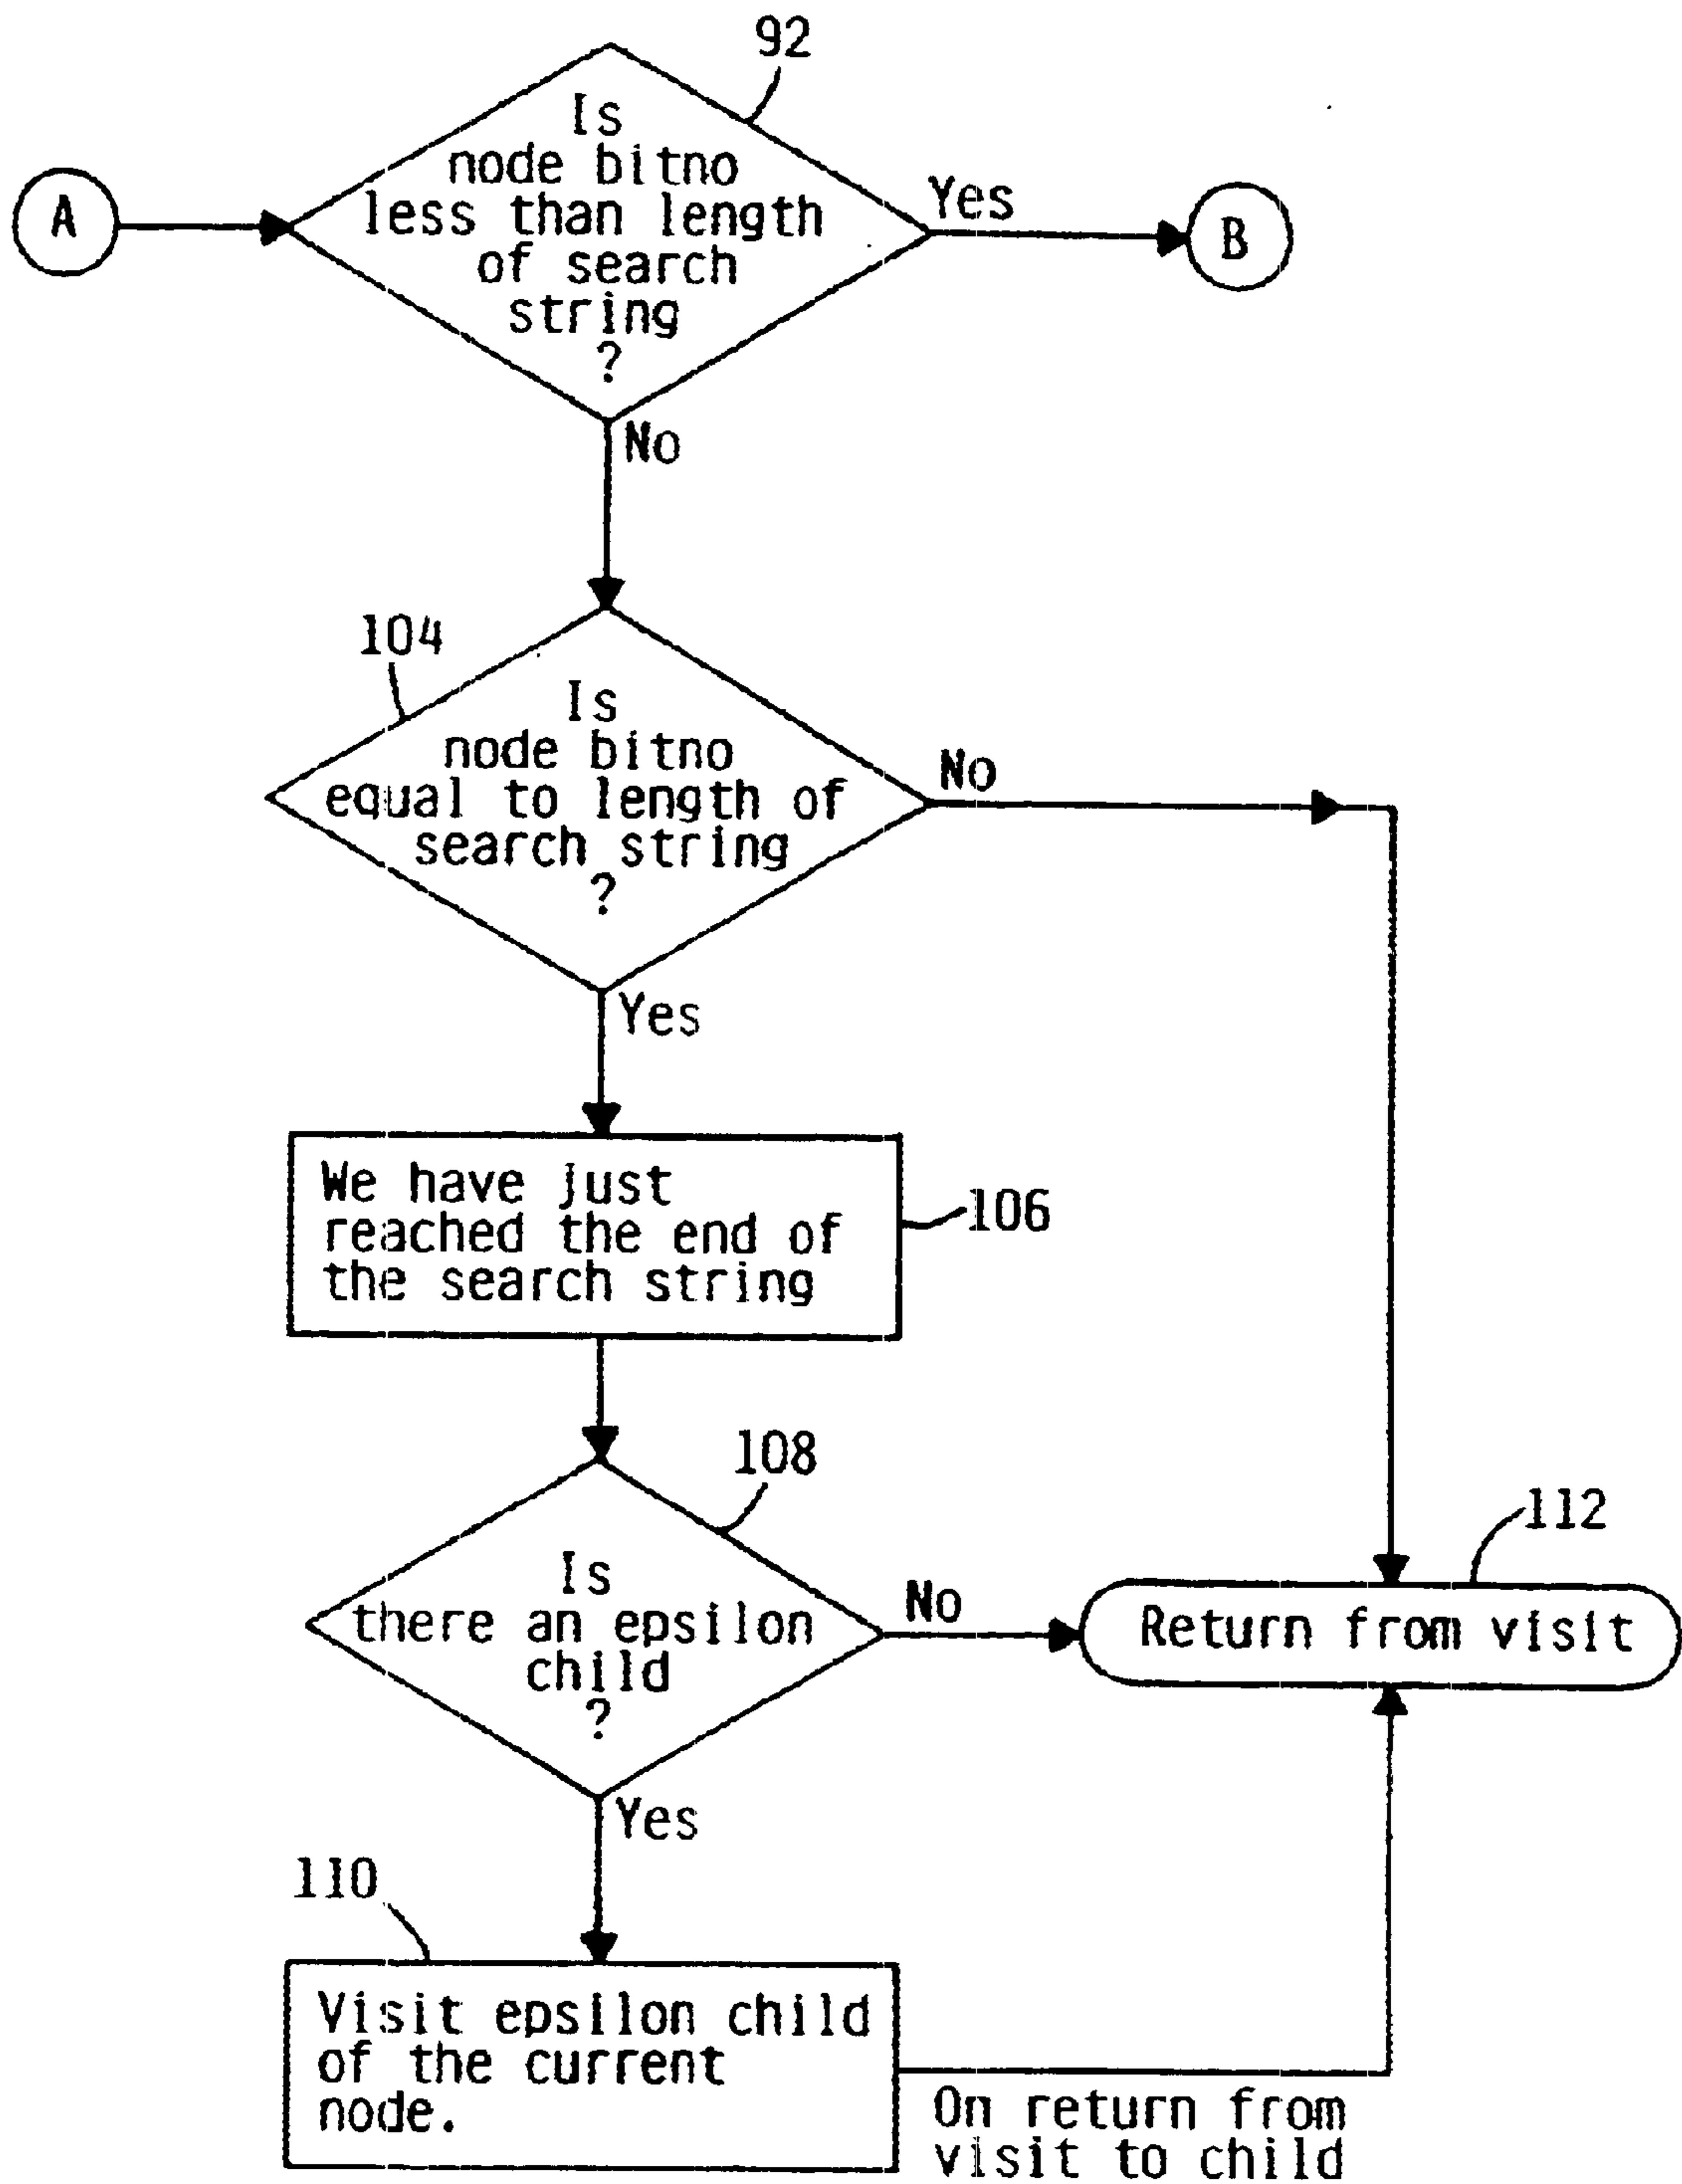 92
Is
node bitno
less than length
of search
string
?
A
Yes
B
No
104
Is
node bitno
equal to length of
search string
?
No
Yes
We have just
reached the end of
the search string
106
108
Is
there an epsilon
child
?
No
112
Return from visit
Yes
110
Visit epsilon child
of the current
node.
On return from
visit to child